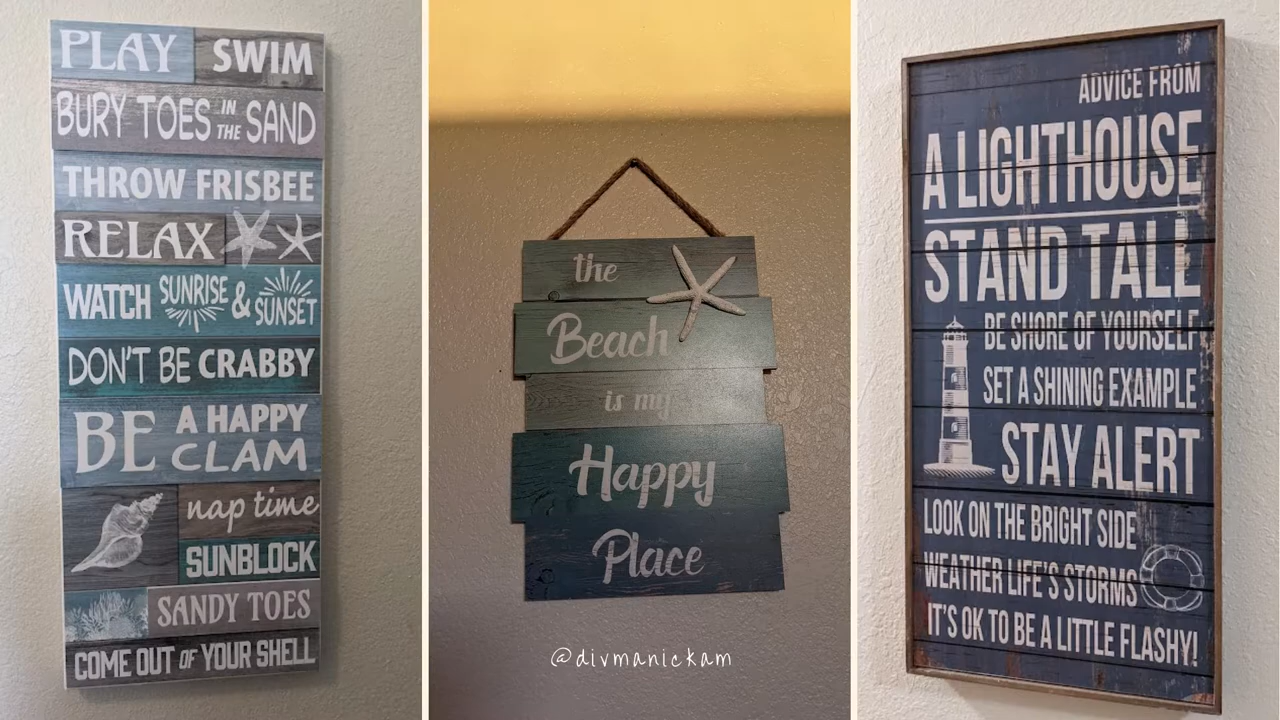 PLAY SWIM
BURY TOES IN THE SAND
THROW FRISBEE
RELAX
WATCH SUNRISE & SUNSET
DON'T BE CRABBY
BE A HAPPY CLAM
nap time
SUNBLOCK
SANDY TOES
COME OUT OF YOUR SHELL
the
Beach
is my
Happy
Place
@divmanickam
ADVICE FROM
A LIGHTHOUSE
STAND TALL
BE SHORE OF YOURSELF
SET A SHINING EXAMPLE
STAY ALERT
LOOK ON THE BRIGHT SIDE
WEATHER LIFE'S STORMS
IT'S OK TO BE A LITTLE FLASHY!